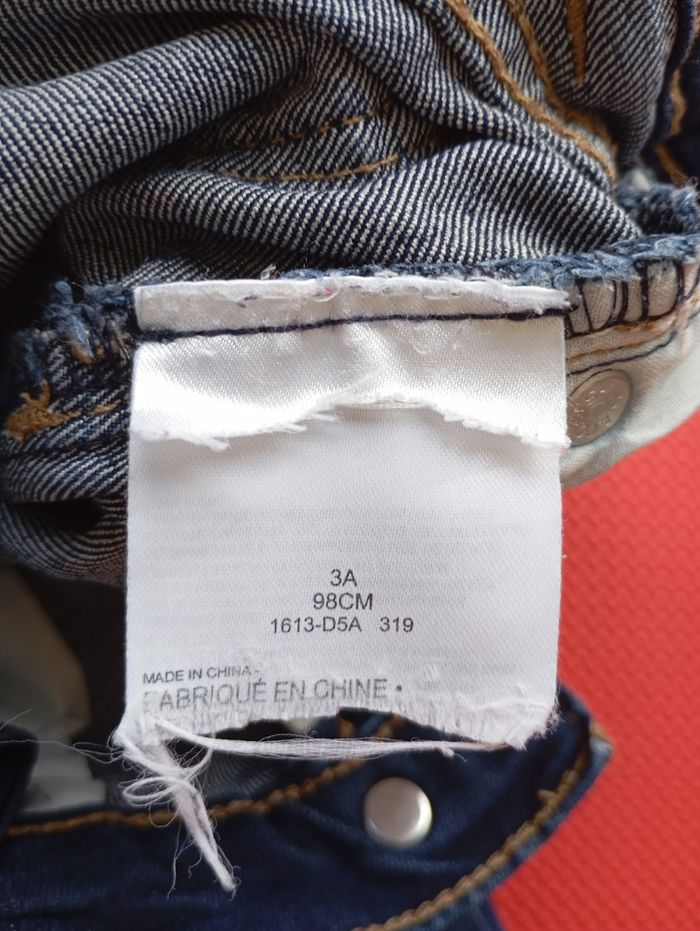 3A
98CM
1613-D5A 319
MADE IN CHINA-
FABRIQUÉ EN CHINE •